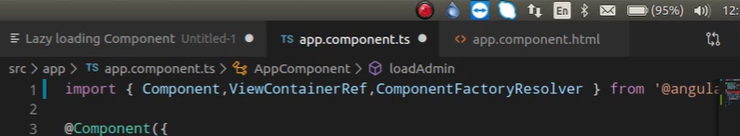 En (95%) 12:
Lazy loading Component Untitled-1 TS app.component.ts <> app.component.html
src > app > TS app.component.ts > AppComponent > loadAdmin
1 import { Component,ViewContainerRef,ComponentFactoryResolver } from '@angula
2
3 @Component({